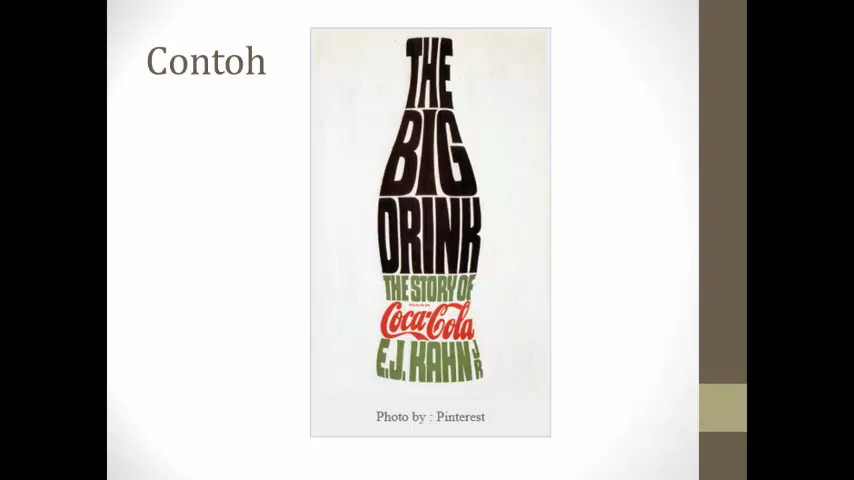 Contoh
THE
BIG
DRINK
THE STORY OF
Coca-Cola
E.J. KAHN JR
Photo by : Pinterest